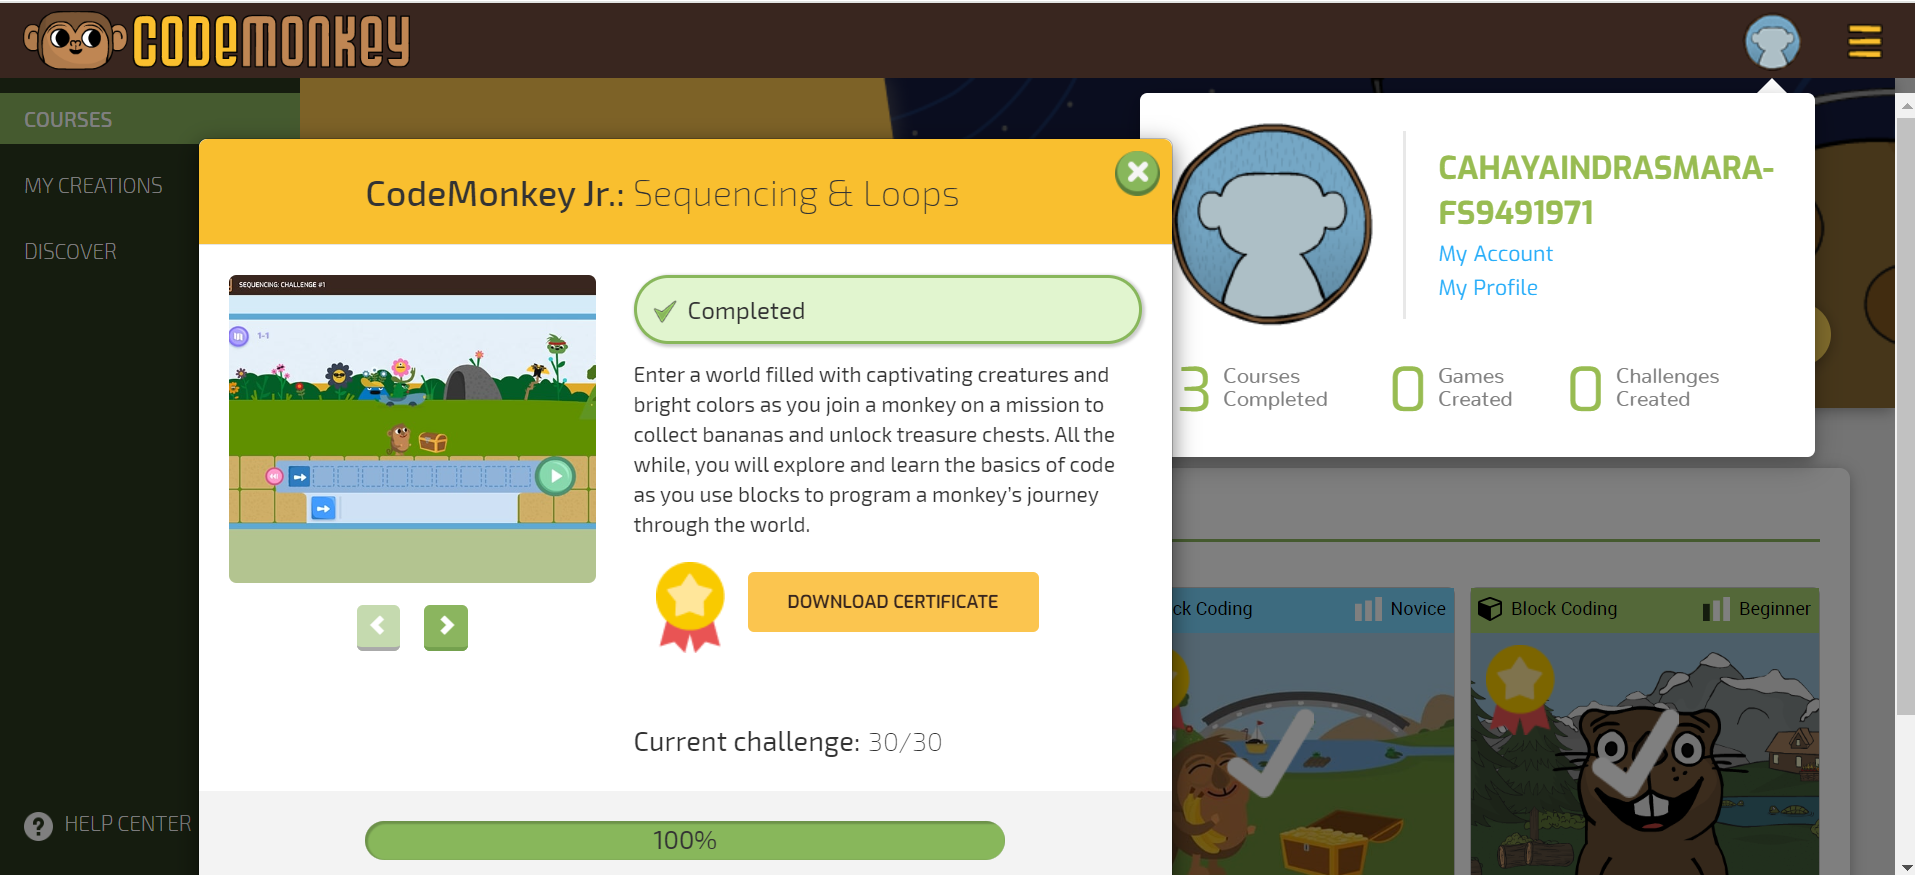 CODEMONKEY
COURSES
MY CREATIONS
DISCOVER
HELP CENTER
CodeMonkey Jr.: Sequencing & Loops
SEQUENCING: CHALLENGE #1
1-1
Completed
Enter a world filled with captivating creatures and
bright colors as you join a monkey on a mission to
collect bananas and unlock treasure chests. All the
while, you will explore and learn the basics of code
as you use blocks to program a monkey's journey
through the world.
DOWNLOAD CERTIFICATE
Current challenge: 30/30
100%
CAHAYAINDRASMARA-
FS9491971
My Account
My Profile
3 Courses Completed
0 Games Created
0 Challenges Created
ck Coding Novice
Block Coding Beginner